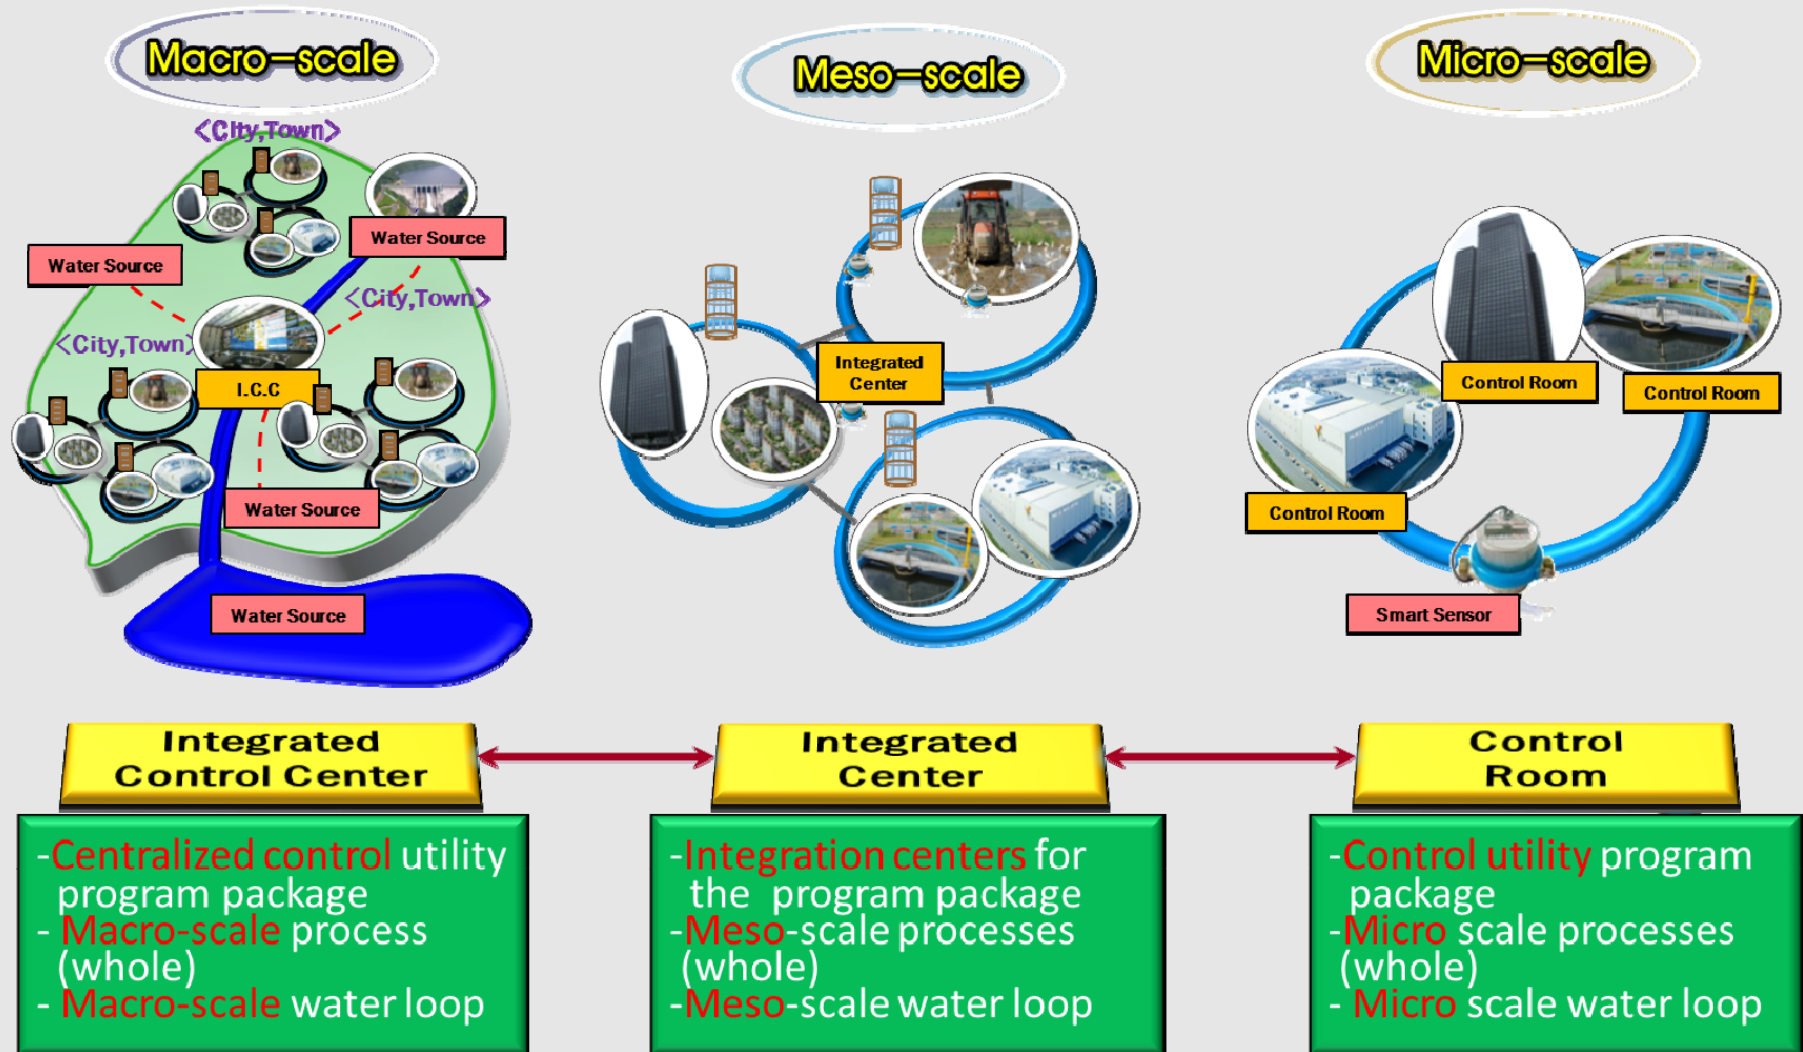 Macro-scale
Meso-scale
Micro-scale
<City,Town>
Water Source
Water Source
<City,Town>
<City,Town>
I.C.C
Water Source
Water Source
Integrated
Center
Control Room
Control Room
Control Room
Smart Sensor
Integrated
Control Center
Integrated
Center
Control
Room
-Centralized control utility
program package
- Macro-scale process
(whole)
- Macro-scale water loop
-Integration centers for
the program package
-Meso-scale processes
(whole)
-Meso-scale water loop
-Control utility program
package
-Micro scale processes
(whole)
- Micro scale water loop